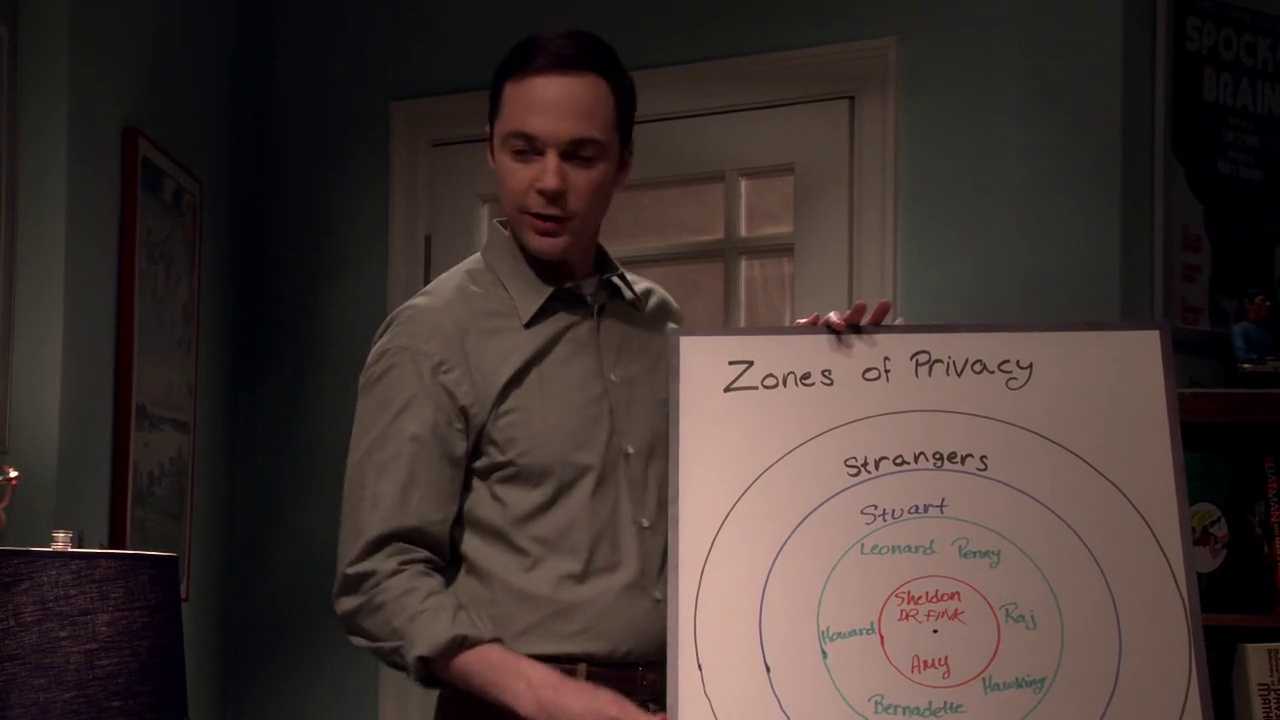 SPOCK'S
BRAIN
Zones of Privacy
Strangers
Stuart
Leonard Penny
Sheldon
DR FINK
Howard
Raj
Amy
Hawking
Bernadette